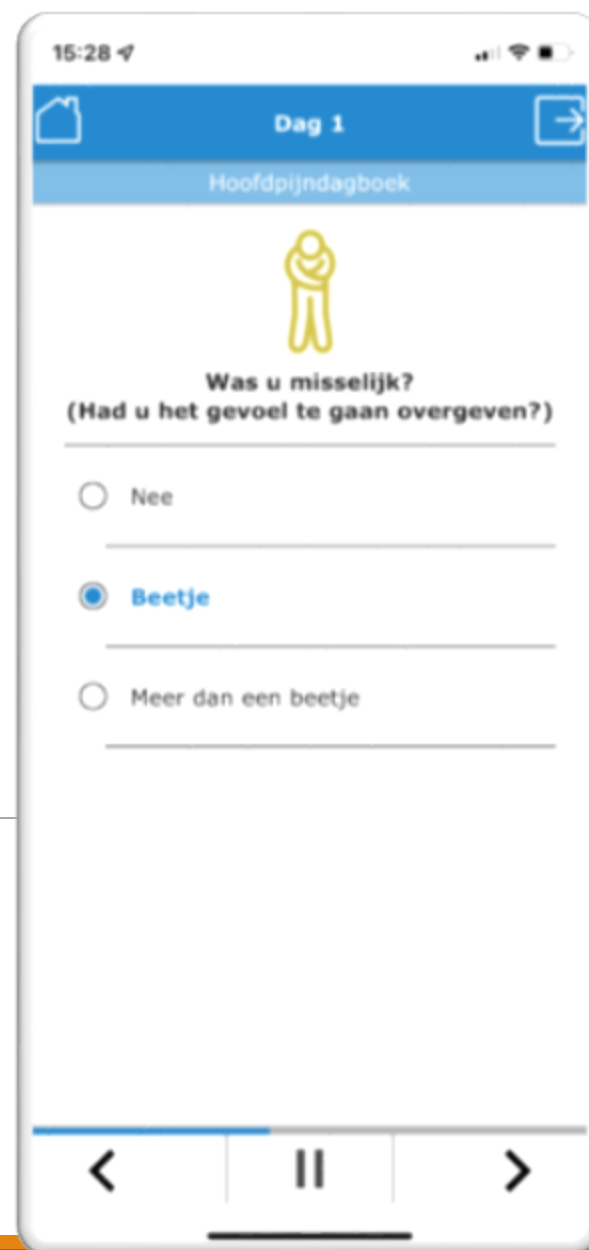 15:28
Dag 1
Hoofdpijndagboek
Was u misselijk?
(Had u het gevoel te gaan overgeven?)
Nee
Beetje
Meer dan een beetje